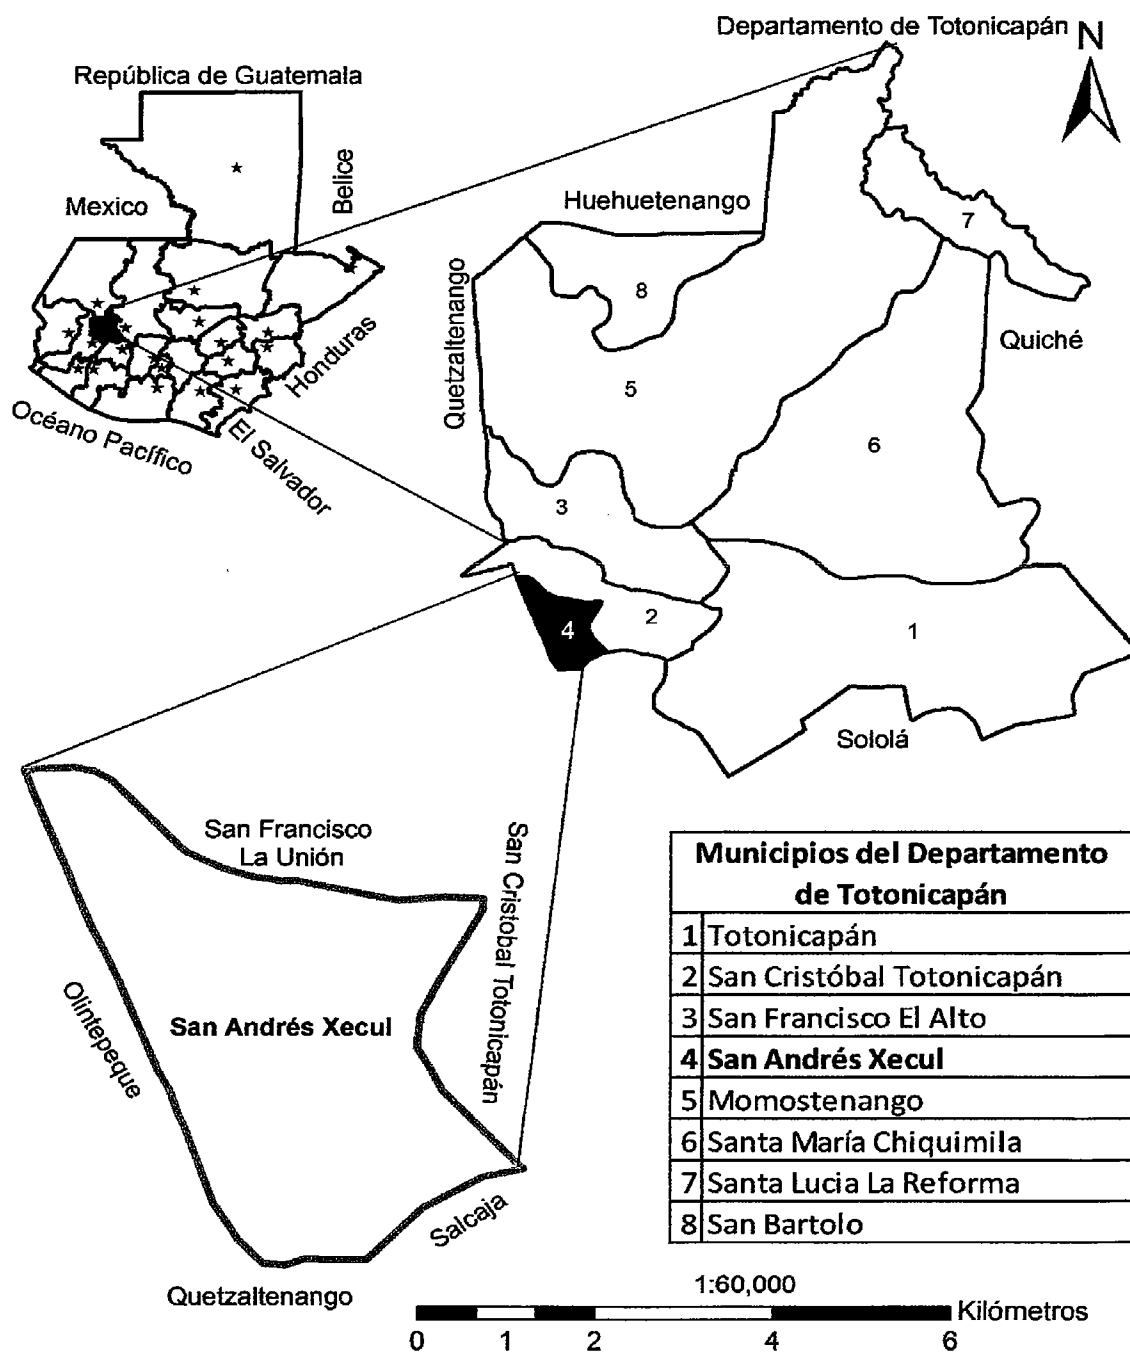 Departamento de Totonicapán
N
República de Guatemala
Mexico
Belice
Honduras
El Salvador
Océano Pacífico
Huehuetenango
Quetzaltenango
Quiché
Sololá
7
8
5
6
3
2
4
1
San Francisco
La Unión
San Cristobal Totonicapán
Olintepeque
San Andrés Xecul
Salcaja
Quetzaltenango
Municipios del Departamento
de Totonicapán
1 Totonicapán
2 San Cristóbal Totonicapán
3 San Francisco El Alto
4 San Andrés Xecul
5 Momostenango
6 Santa María Chiquimila
7 Santa Lucia La Reforma
8 San Bartolo
1:60,000
Kilómetros
0 1 2 4 6